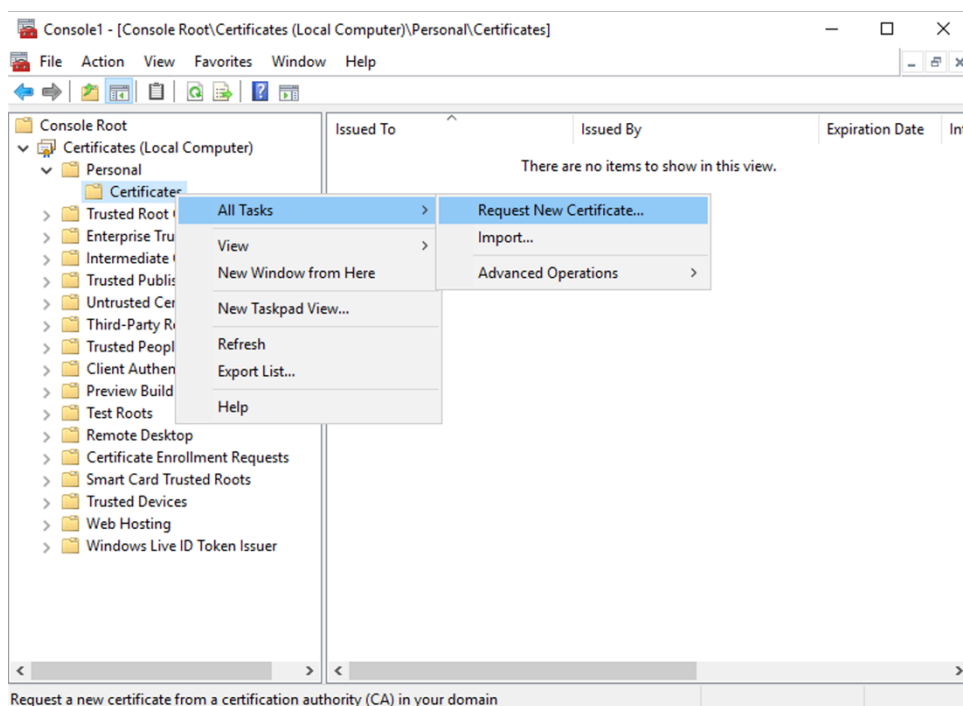 Console1 - [Console Root\Certificates (Local Computer)\Personal\Certificates]
File Action View Favorites Window Help
Console Root
Certificates (Local Computer)
Personal
Certificates
Trusted Root
Enterprise Tru
Intermediate
Trusted Publis
Untrusted Cer
Third-Party R
Trusted Peopl
Client Authen
Preview Build
Test Roots
Remote Desktop
Certificate Enrollment Requests
Smart Card Trusted Roots
Trusted Devices
Web Hosting
Windows Live ID Token Issuer
Issued To Issued By Expiration Date In
There are no items to show in this view.
All Tasks
View
New Window from Here
New Taskpad View...
Refresh
Export List...
Help
Request New Certificate...
Import...
Advanced Operations
Request a new certificate from a certification authority (CA) in your domain